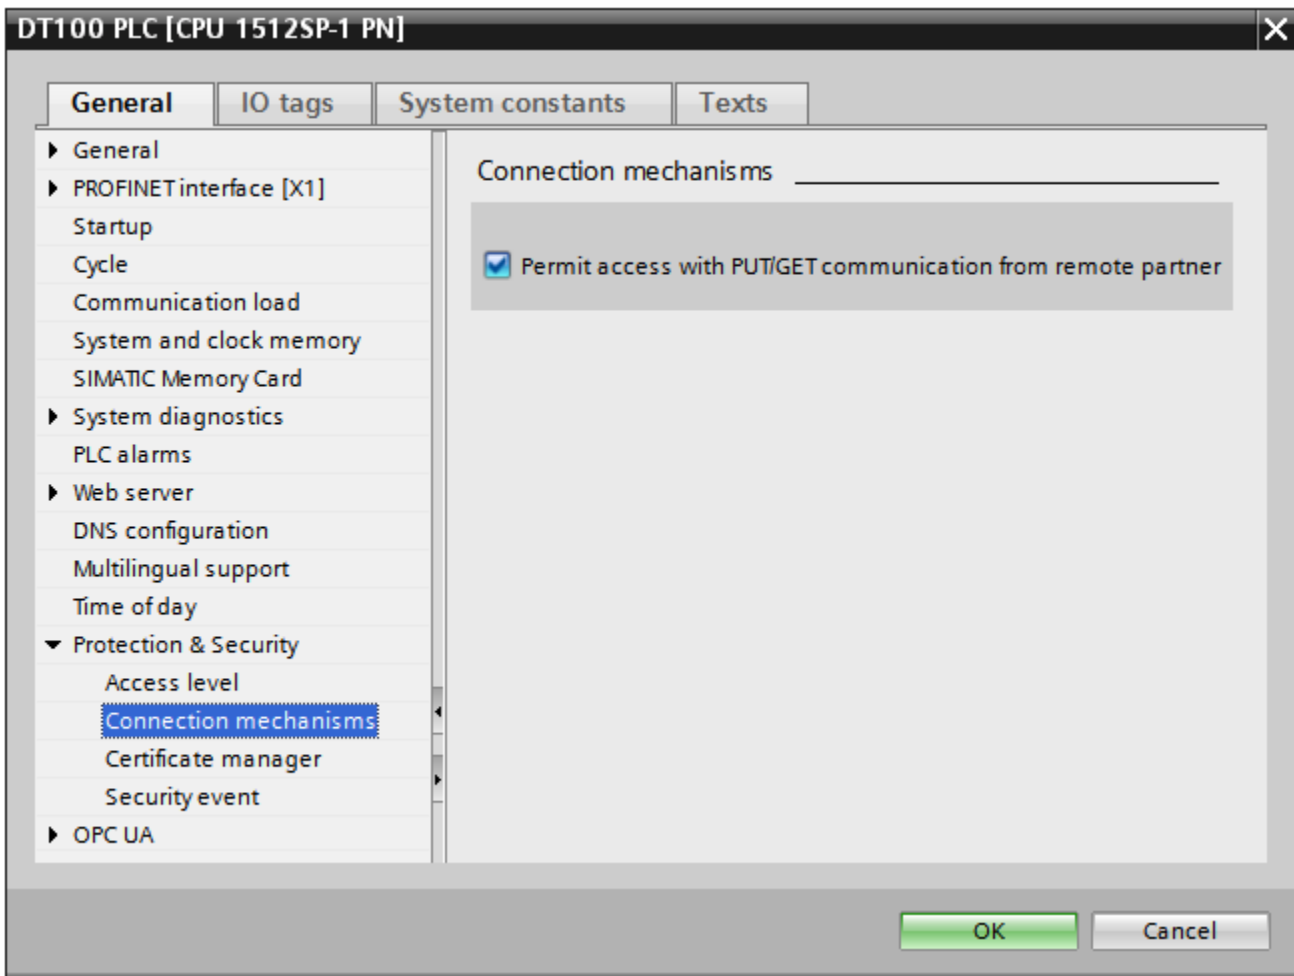 DT100 PLC [CPU 1512SP-1 PN]
General
IO tags
System constants
Texts
General
PROFINET interface [X1]
Startup
Cycle
Communication load
System and clock memory
SIMATIC Memory Card
System diagnostics
PLC alarms
Web server
DNS configuration
Multilingual support
Time of day
Protection & Security
Access level
Connection mechanisms
Certificate manager
Security event
OPC UA
Connection mechanisms
Permit access with PUT/GET communication from remote partner
OK
Cancel